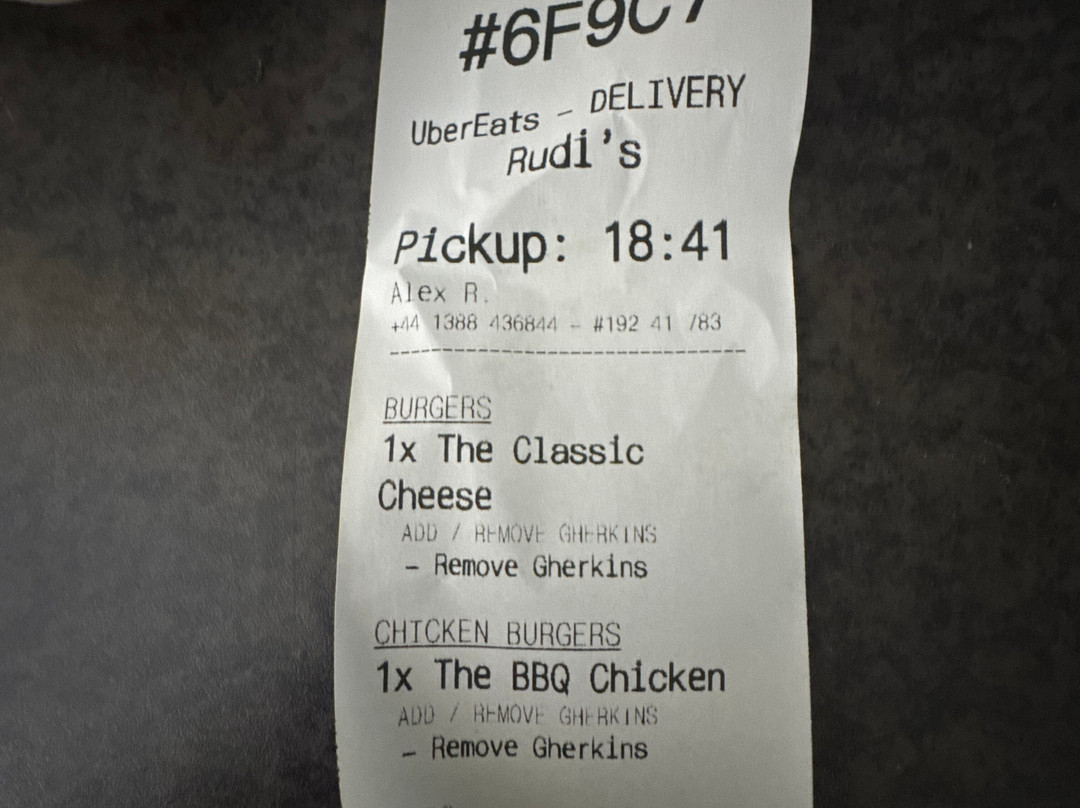 #6F9C7
UberEats - DELIVERY
Rudi's
Pickup: 18:41
Alex R.
+44 1388 436844 - #192 41 783
BURGERS
1x The Classic
Cheese
ADD / REMOVE GHERKINS
- Remove Gherkins
CHICKEN BURGERS
1x The BBQ Chicken
ADD / REMOVE GHERKINS
- Remove Gherkins